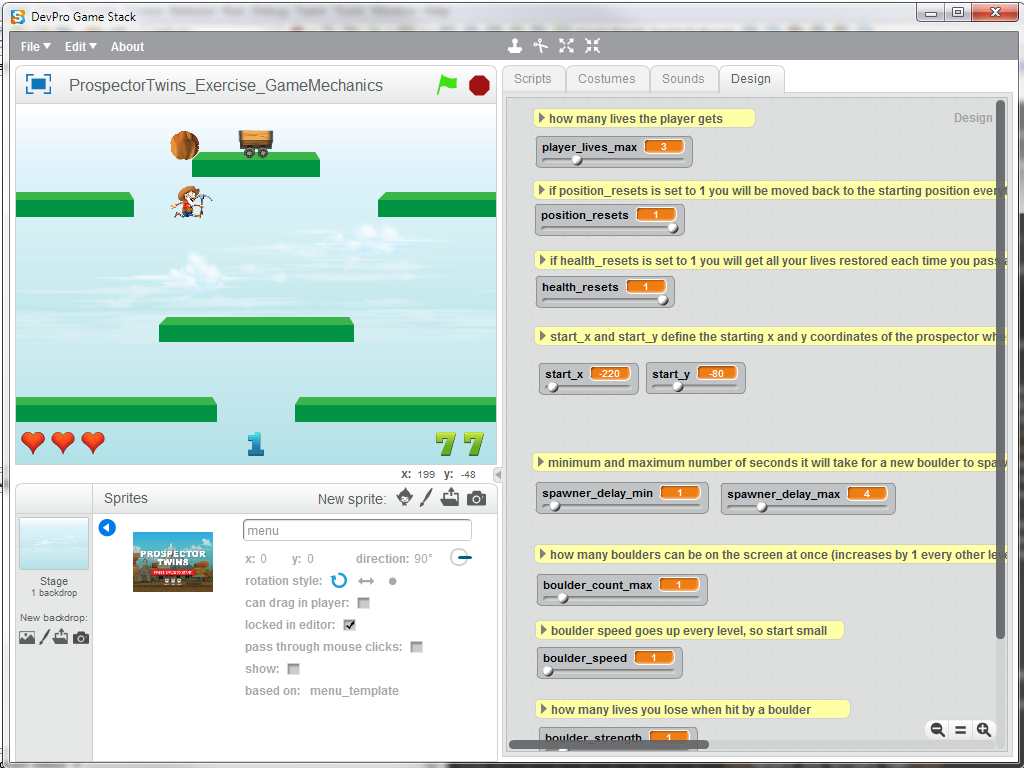 DevPro Game Stack
File Edit About
Scripts Costumes Sounds Design
ProspectorTwins_Exercise_GameMechanics
1 77
x: 199 y: -48
Sprites New sprite:
Stage
1 backdrop
New backdrop:
PROSPECTOR
TWINS
menu
x: 0 y: 0 direction: 90°
rotation style:
can drag in player:
locked in editor:
pass through mouse clicks:
show:
based on: menu_template
Design
how many lives the player gets
player_lives_max 3
if position_resets is set to 1 you will be moved back to the starting position every
position_resets 1
if health_resets is set to 1 you will get all your lives restored each time you pass
health_resets 1
start_x and start_y define the starting x and y coordinates of the prospector
start_x -220 start_y -80
minimum and maximum number of seconds it will take for a new boulder to
spawner_delay_min 1 spawner_delay_max 4
how many boulders can be on the screen at once (increases by 1 every other
boulder_count_max 1
boulder speed goes up every level, so start small
boulder_speed 1
how many lives you lose when hit by a boulder
boulder_strength 1